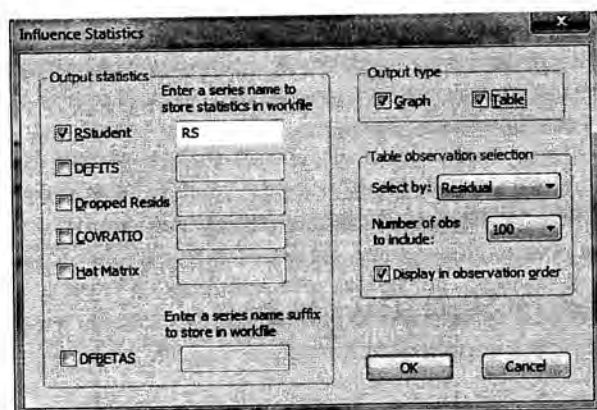 Influence Statistics
x
Output statistics
Enter a series name to
store statistics in workfile
RStudent
RS
DFFITS
Dropped Resids
COVRATIO
Hat Matrix
Enter a series name suffix
to store in workfile
DFBETAS
Output type
Graph
Table
Table observation selection
Select by:
Residual
Number of obs
to include:
100
Display in observation order
OK
Cancel